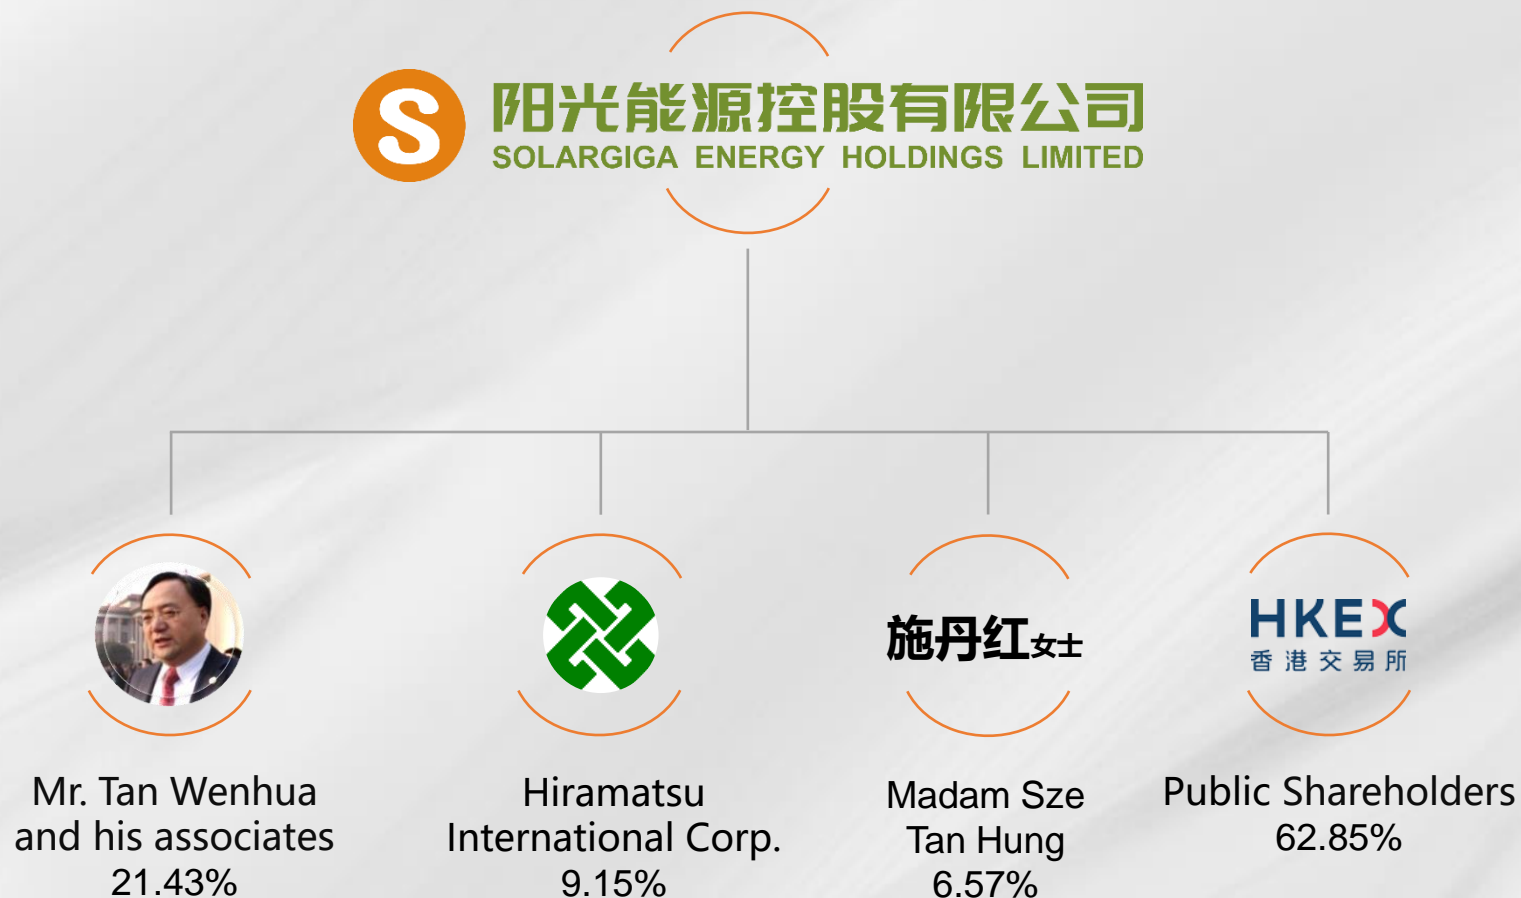 S
阳光能源控股有限公司
SOLARGIGA ENERGY HOLDINGS LIMITED
施丹红女士
HKEX
香港交易所
Mr. Tan Wenhua
and his associates
21.43%
Hiramatsu
International Corp.
9.15%
Madam Sze
Tan Hung
6.57%
Public Shareholders
62.85%